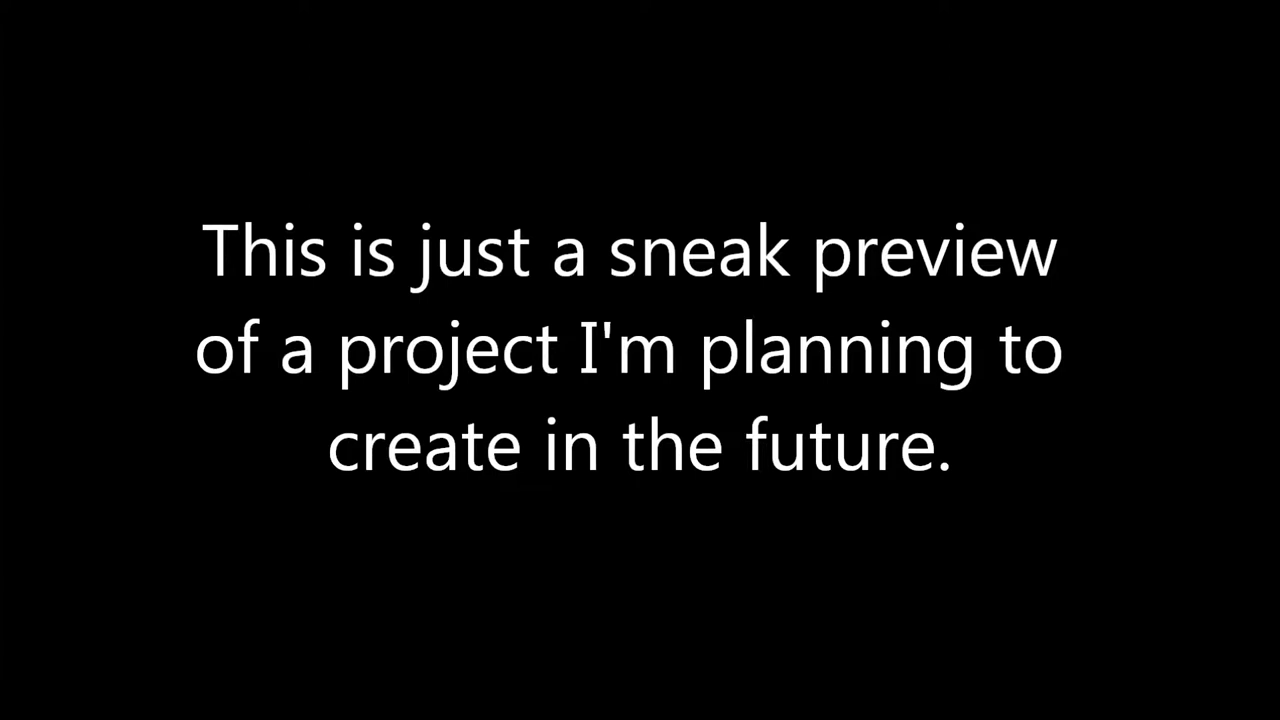 This is just a sneak preview
of a project I'm planning to
create in the future.